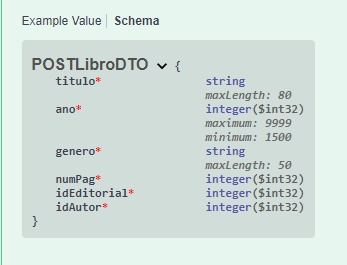 Example Value | Schema
POSTLibroDTO {
titulo* string
maxLength: 80
ano* integer($int32)
maximum: 9999
minimum: 1500
genero* string
maxLength: 50
numPag* integer($int32)
idEditorial* integer($int32)
idAutor* integer($int32)
}